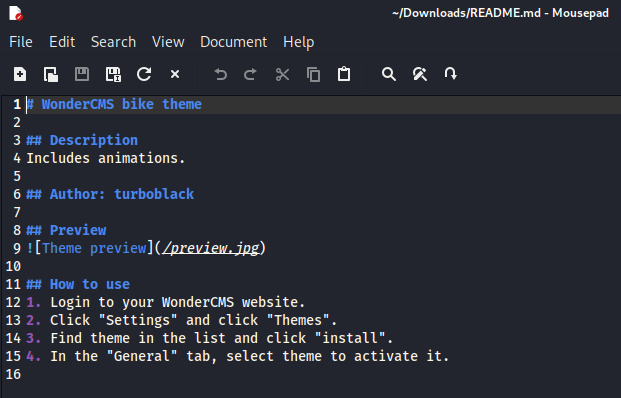 ~/Downloads/README.md - Mousepad
File Edit Search View Document Help
1 # WonderCMS bike theme
2
3 ## Description
4 Includes animations.
5
6 ## Author: turboblack
7
8 ## Preview
9 ![Theme preview](/preview.jpg)
10
11 ## How to use
12 1. Login to your WonderCMS website.
13 2. Click "Settings" and click "Themes".
14 3. Find theme in the list and click "install".
15 4. In the "General" tab, select theme to activate it.
16